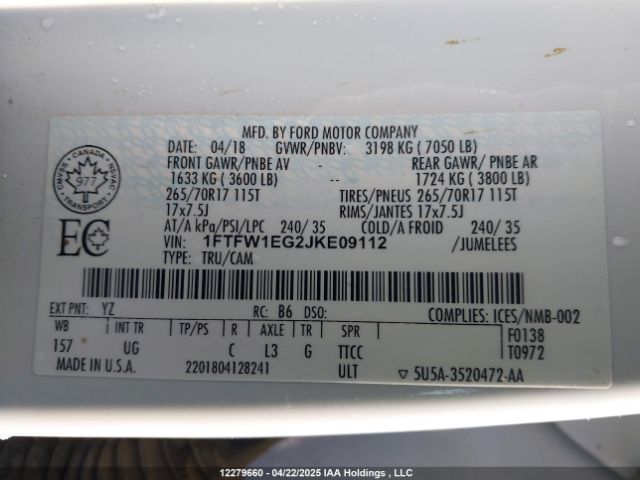 MFD. BY FORD MOTOR COMPANY
DATE: 04/18 GVWR/PNBV: 3198 KG ( 7050 LB)
FRONT GAWR/PNBE AV - REAR GAWR/ PNBE AR
1633 KG ( 3600 LB) -- 1724 KG ( 3800 LB)
265/70R17 115T TIRES/PNEUS 265/70R17 115T
17x7.5J RIMS/JANTES 17x7.5J
AT/A kPa/PSI/LPC 240/ 35 COLD/A FROID 240/ 35
VIN: 1FTFW1EG2JKE09112 /JUMELEES
TYPE: TRU/CAM
CANADA
977
TRANSPORT
EC
EXT PNT: YZ RC: B6 DSO: COMPLIES: ICES/NMB-002
WB INT TR TP/PS R AXLE TR SPR F0138
157 UG C L3 G TTCC T0972
MADE IN U.S.A. 2201804128241 ULT ▽ 5U5A-3520472-AA
12279660 - 04/22/2025 IAA Holdings , LLC